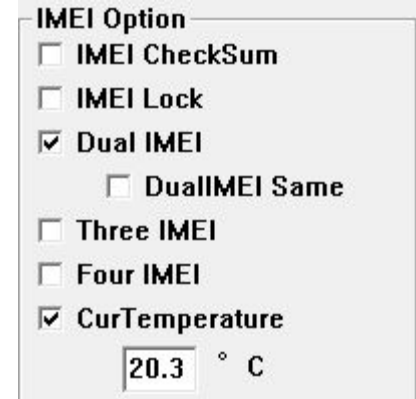 IMEI Option
IMEI CheckSum
IMEI Lock
Dual IMEI
DualIMEI Same
Three IMEI
Four IMEI
CurTemperature
20.3 ° C